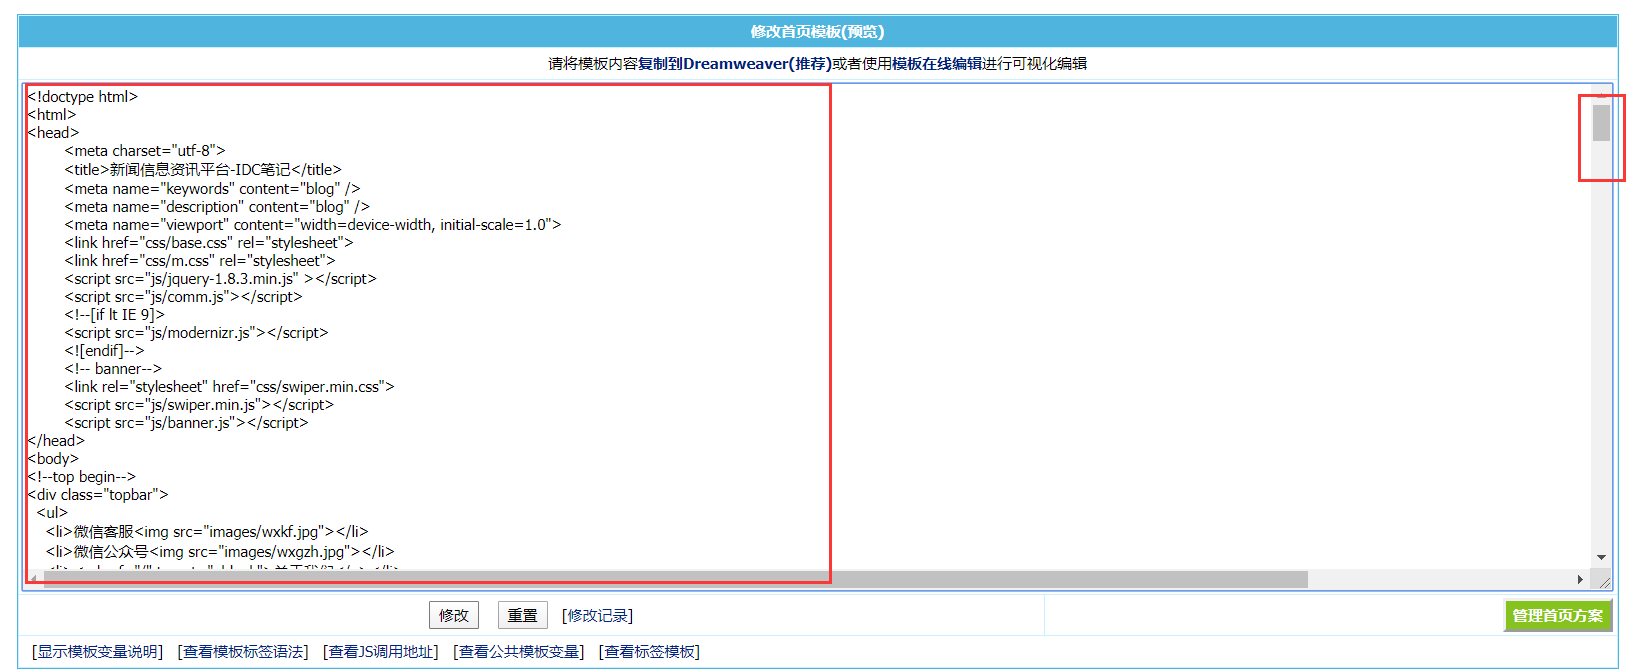 修改首页模板(预览)
请将模板内容复制到Dreamweaver(推荐)或者使用模板在线编辑进行可视化编辑
<!doctype html>
<html>
<head>
<meta charset="utf-8">
<title>新闻信息资讯平台-IDC笔记</title>
<meta name="keywords" content="blog" />
<meta name="description" content="blog" />
<meta name="viewport" content="width=device-width, initial-scale=1.0">
<link href="css/base.css" rel="stylesheet">
<link href="css/m.css" rel="stylesheet">
<script src="js/jquery-1.8.3.min.js" ></script>
<script src="js/comm.js"></script>
<!--[if lt IE 9]>
<script src="js/modernizr.js"></script>
<![endif]-->
<!-- banner-->
<link rel="stylesheet" href="css/swiper.min.css">
<script src="js/swiper.min.js"></script>
<script src="js/banner.js"></script>
</head>
<body>
<!--top begin-->
<div class="topbar">
<ul>
<li>微信客服<img src="images/wxkf.jpg"></li>
<li>微信公众号<img src="images/wxgzh.jpg"></li>
修改 重置 [修改记录] 管理首页方案
[显示模板变量说明] [查看模板标签语法] [查看JS调用地址] [查看公共模板变量] [查看标签模板]